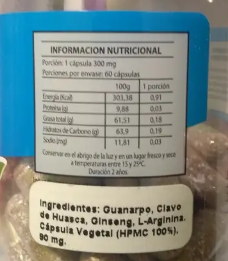 INFORMACION NUTRICIONAL
Porción: 1 cápsula 300 mg
Porciones por envase: 60 cápsulas
100g 1 porción
Energía (Kcal) 303,38 0,91
Proteína (g) 9,88 0,03
Grasa total (g) 61,51 0,18
Hidratos de Carbono (g) 63,9 0,19
Sodio (mg) 11,81 0,03
Conservar en el abrigo de la luz y en un lugar fresco y seco
a temperaturas entre 15 y 25ºC.
Duración 2 años
Ingredientes: Guanarpo, Clavo
de Huasca, Ginseng, L-Arginina.
Cápsula Vegetal (HPMC 100%).
90 mg.